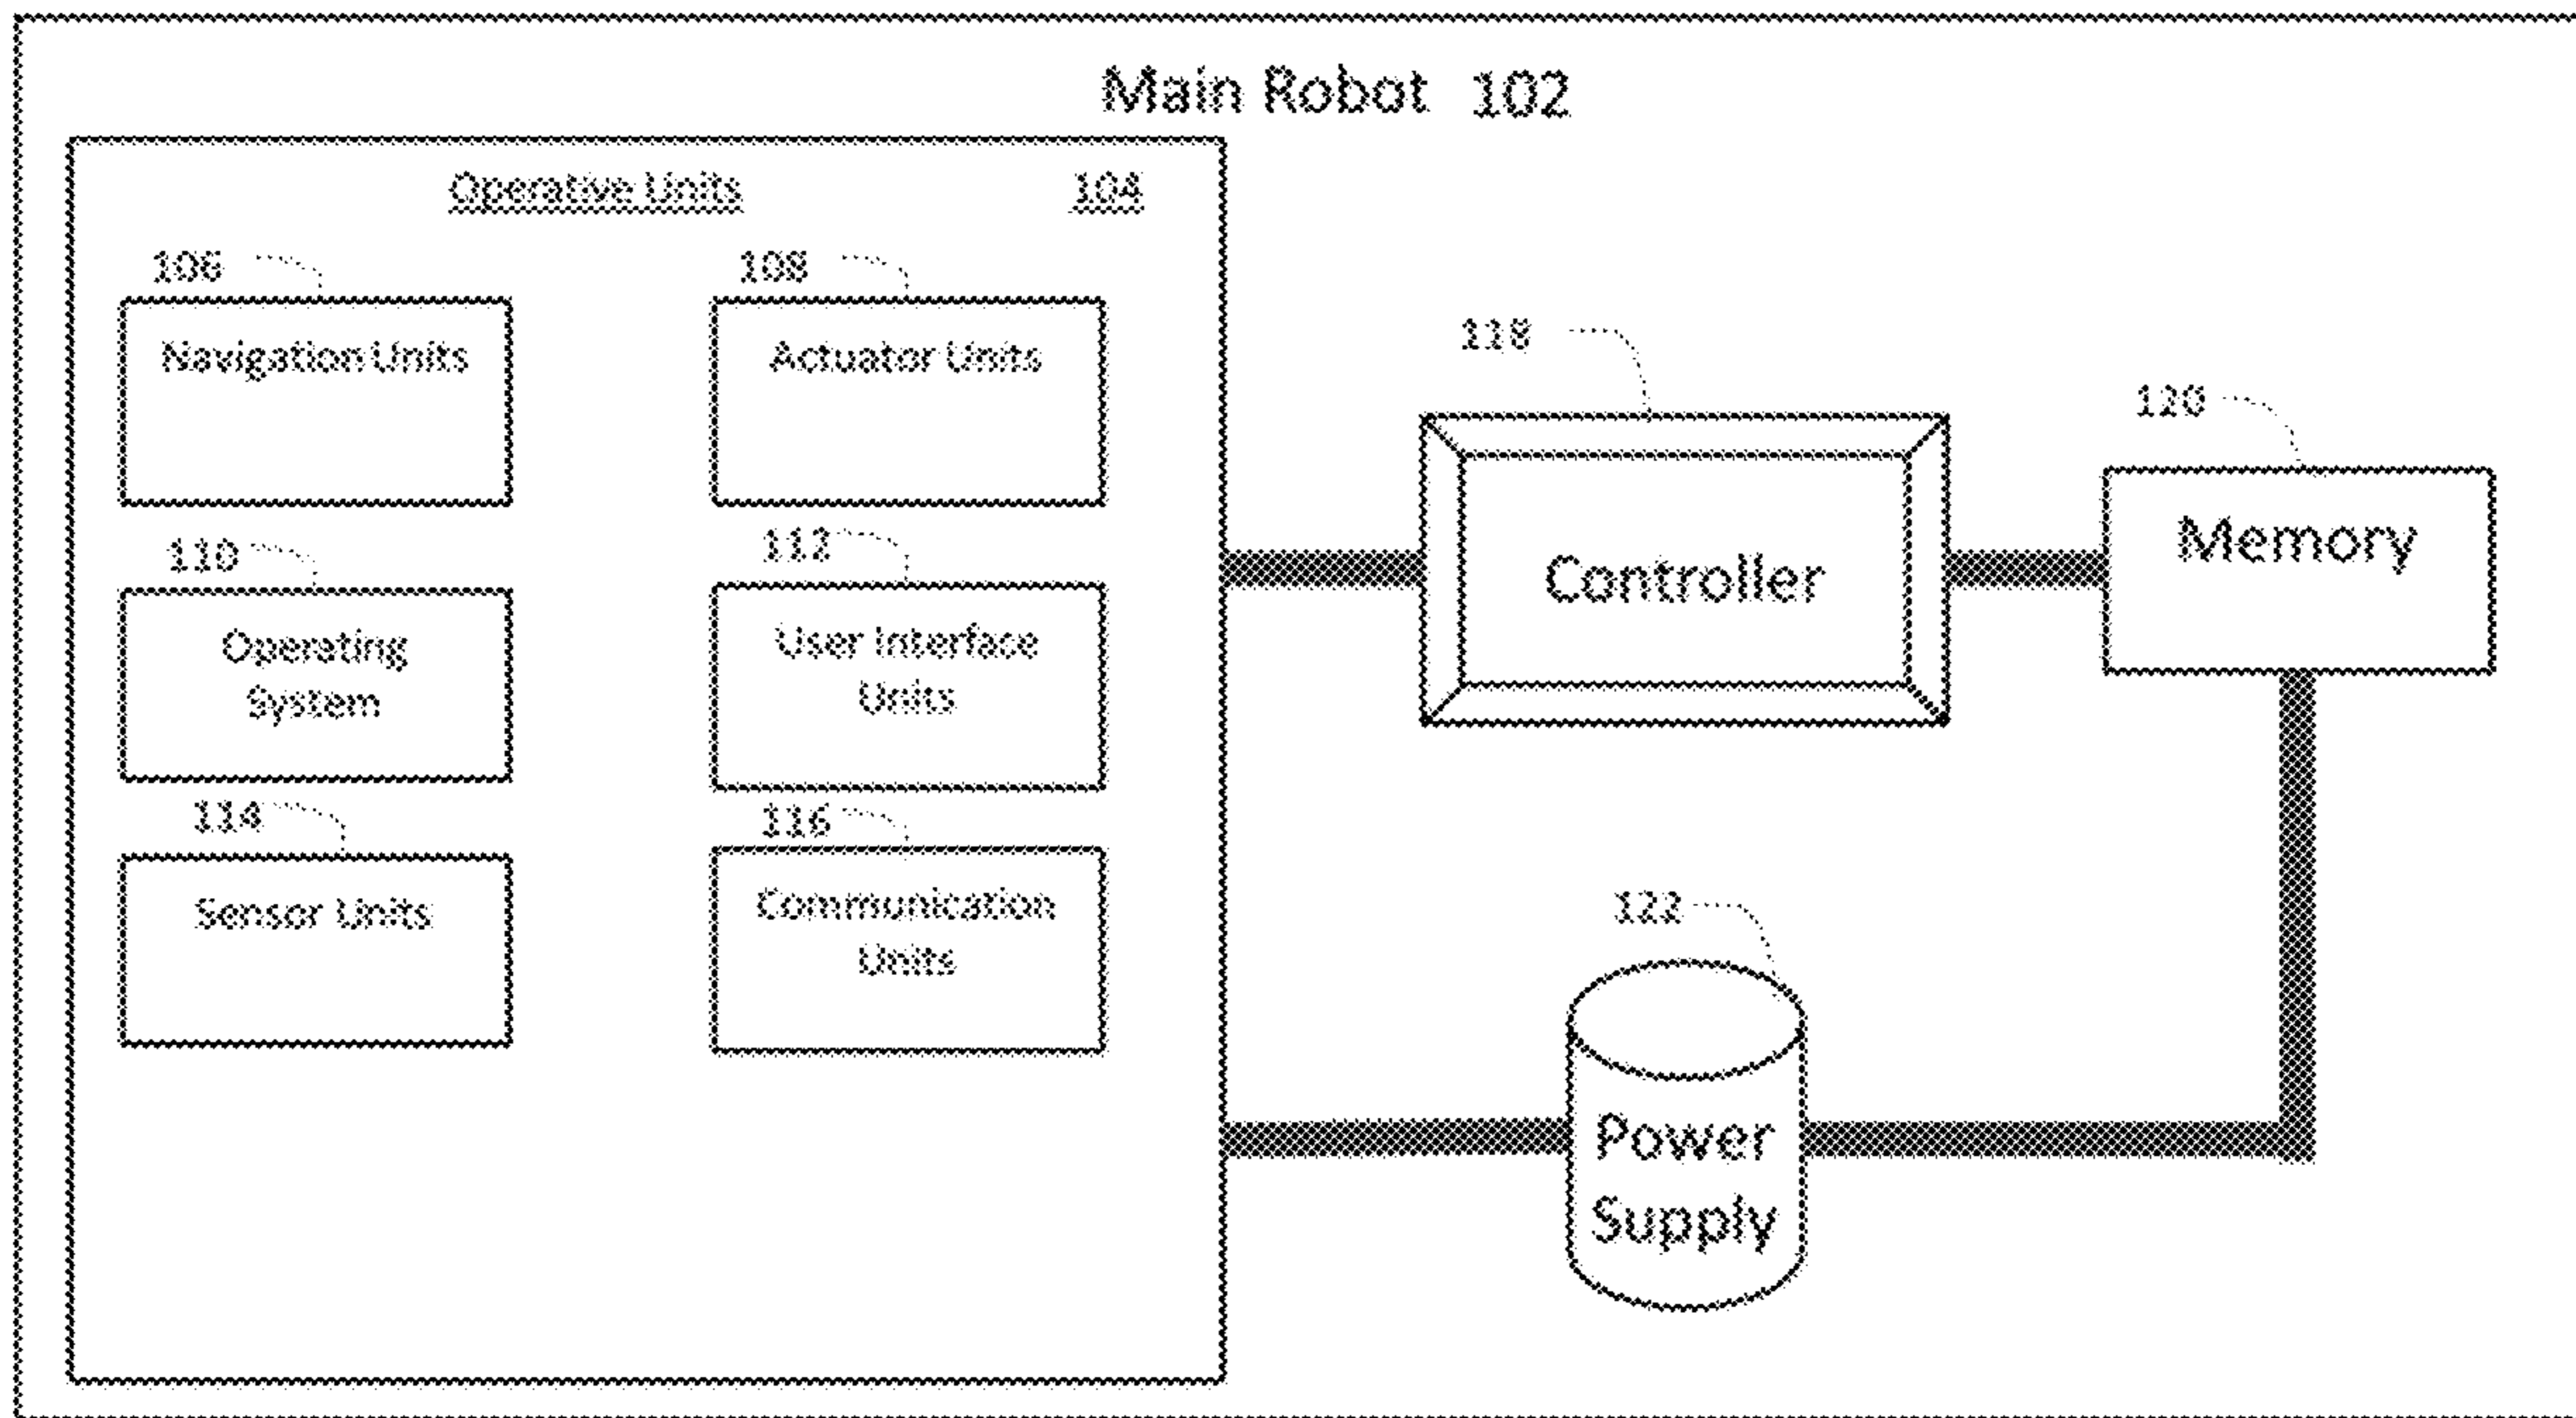 Main Robot 102
Operative Units 104
106
108
Navigation Units
Actuator Units
118
120
110
112
Operating
System
User Interface
Units
Controller
Memory
114
116
Sensor Units
Communication
Units
122
Power
Supply